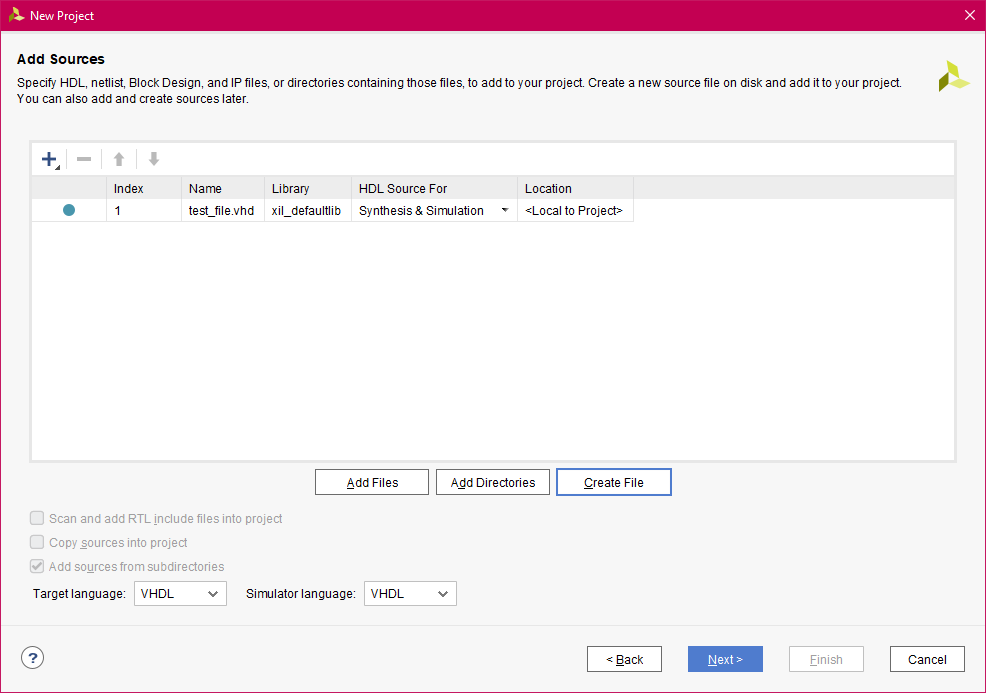 New Project
Add Sources
Specify HDL, netlist, Block Design, and IP files, or directories containing those files, to add to your project. Create a new source file on disk and add it to your project.
You can also add and create sources later.
Index Name Library HDL Source For Location
1 test_file.vhd xil_defaultlib Synthesis & Simulation <Local to Project>
Add Files Add Directories Create File
Scan and add RTL include files into project
Copy sources into project
Add sources from subdirectories
Target language: VHDL Simulator language: VHDL
? < Back Next > Finish Cancel